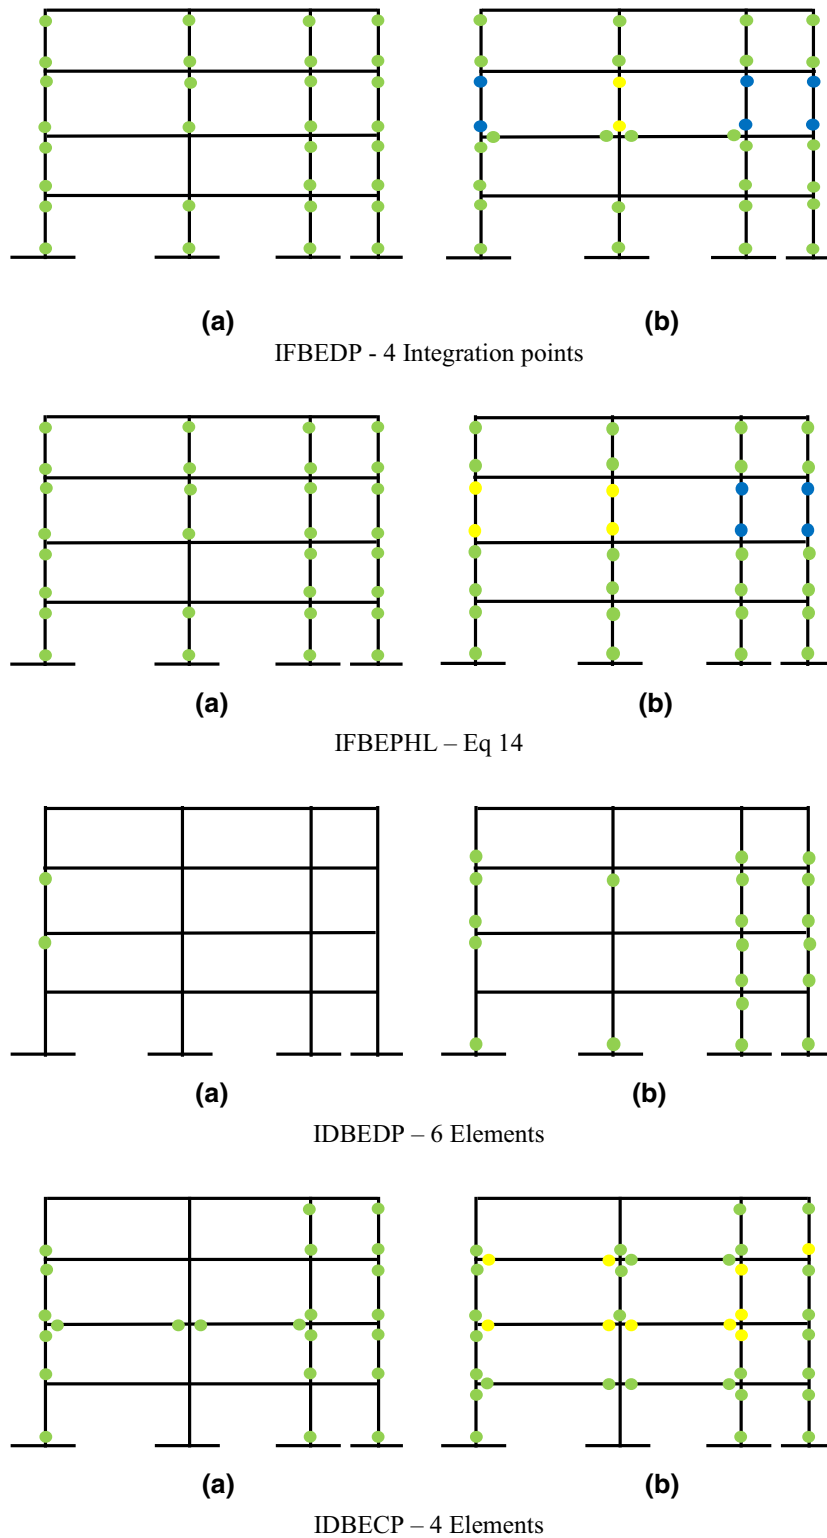 (a) (b)
IFBEDP - 4 Integration points
(a) (b)
IFBEPHL – Eq 14
(a) (b)
IDBEDP – 6 Elements
(a) (b)
IDBECP – 4 Elements